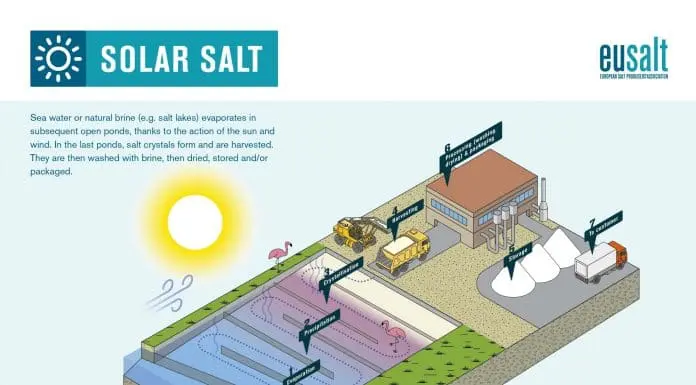 SOLAR SALT
eusalt
EUROPEAN SALT PRODUCERS'ASSOCIATION
Sea water or natural brine (e.g. salt lakes) evaporates in
subsequent open ponds, thanks to the action of the sun and
wind. In the last ponds, salt crystals form and are harvested.
They are then washed with brine, then dried, stored and/or
packaged.
6
Processing (washing
drying) & packaging
4
Harvesting
7
To container
5
Storage
3
Crystallisation
2
Precipitation
1
Evaporation